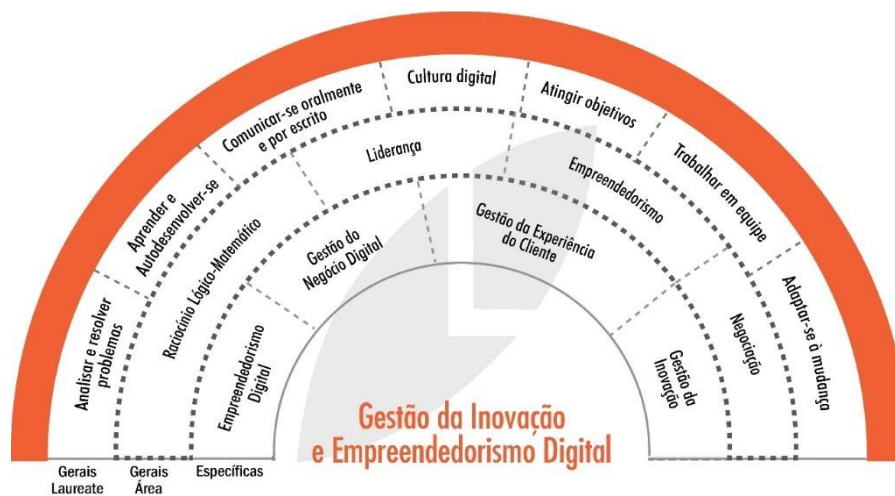 Analisar e resolver
problemas
Aprender e
Autodesenvolver-se
Comunicar-se oralmente
e por escrito
Cultura digital
Atingir objetivos
Trabalhar em equipe
Adaptar-se à mudança
Raciocínio Lógico-Matemático
Liderança
Empreendedorismo
Negociação
Empreendedorismo
Digital
Gestão do
Negócio Digital
Gestão da Experiência
do Cliente
Gestão da
Inovação
Gestão da Inovação
e Empreendedorismo Digital
Gerais
Laureate
Gerais
Área
Específicas